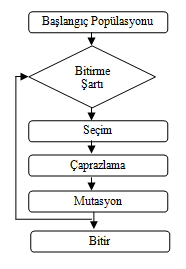 Başlangıç Popülasyonu
Bitirme
Şartı
Seçim
Çaprazlama
Mutasyon
Bitir